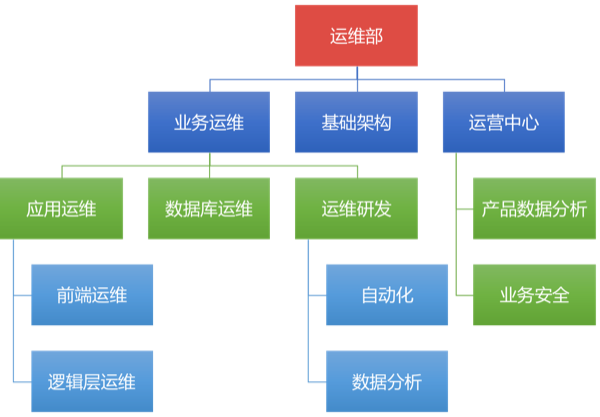 运维部
业务运维
基础架构
运营中心
应用运维
数据库运维
运维研发
产品数据分析
前端运维
自动化
业务安全
逻辑层运维
数据分析